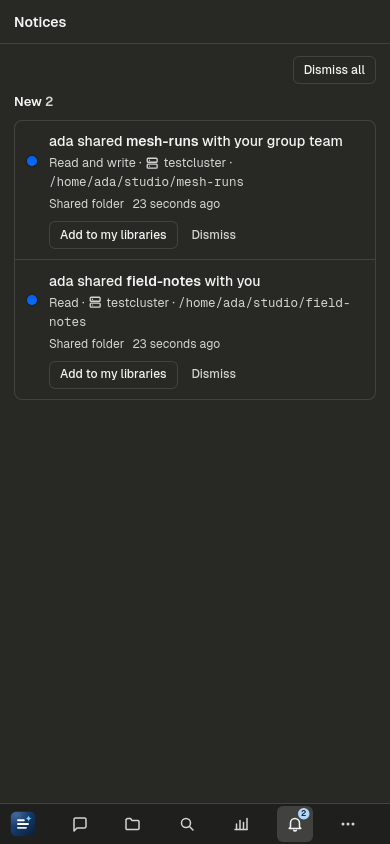 Notices
Dismiss all
New 2
ada shared mesh-runs with your group team
Read and write · testcluster ·
/home/ada/studio/mesh-runs
Shared folder 23 seconds ago
Add to my libraries Dismiss
ada shared field-notes with you
Read · testcluster · /home/ada/studio/field-
notes
Shared folder 23 seconds ago
Add to my libraries Dismiss
2